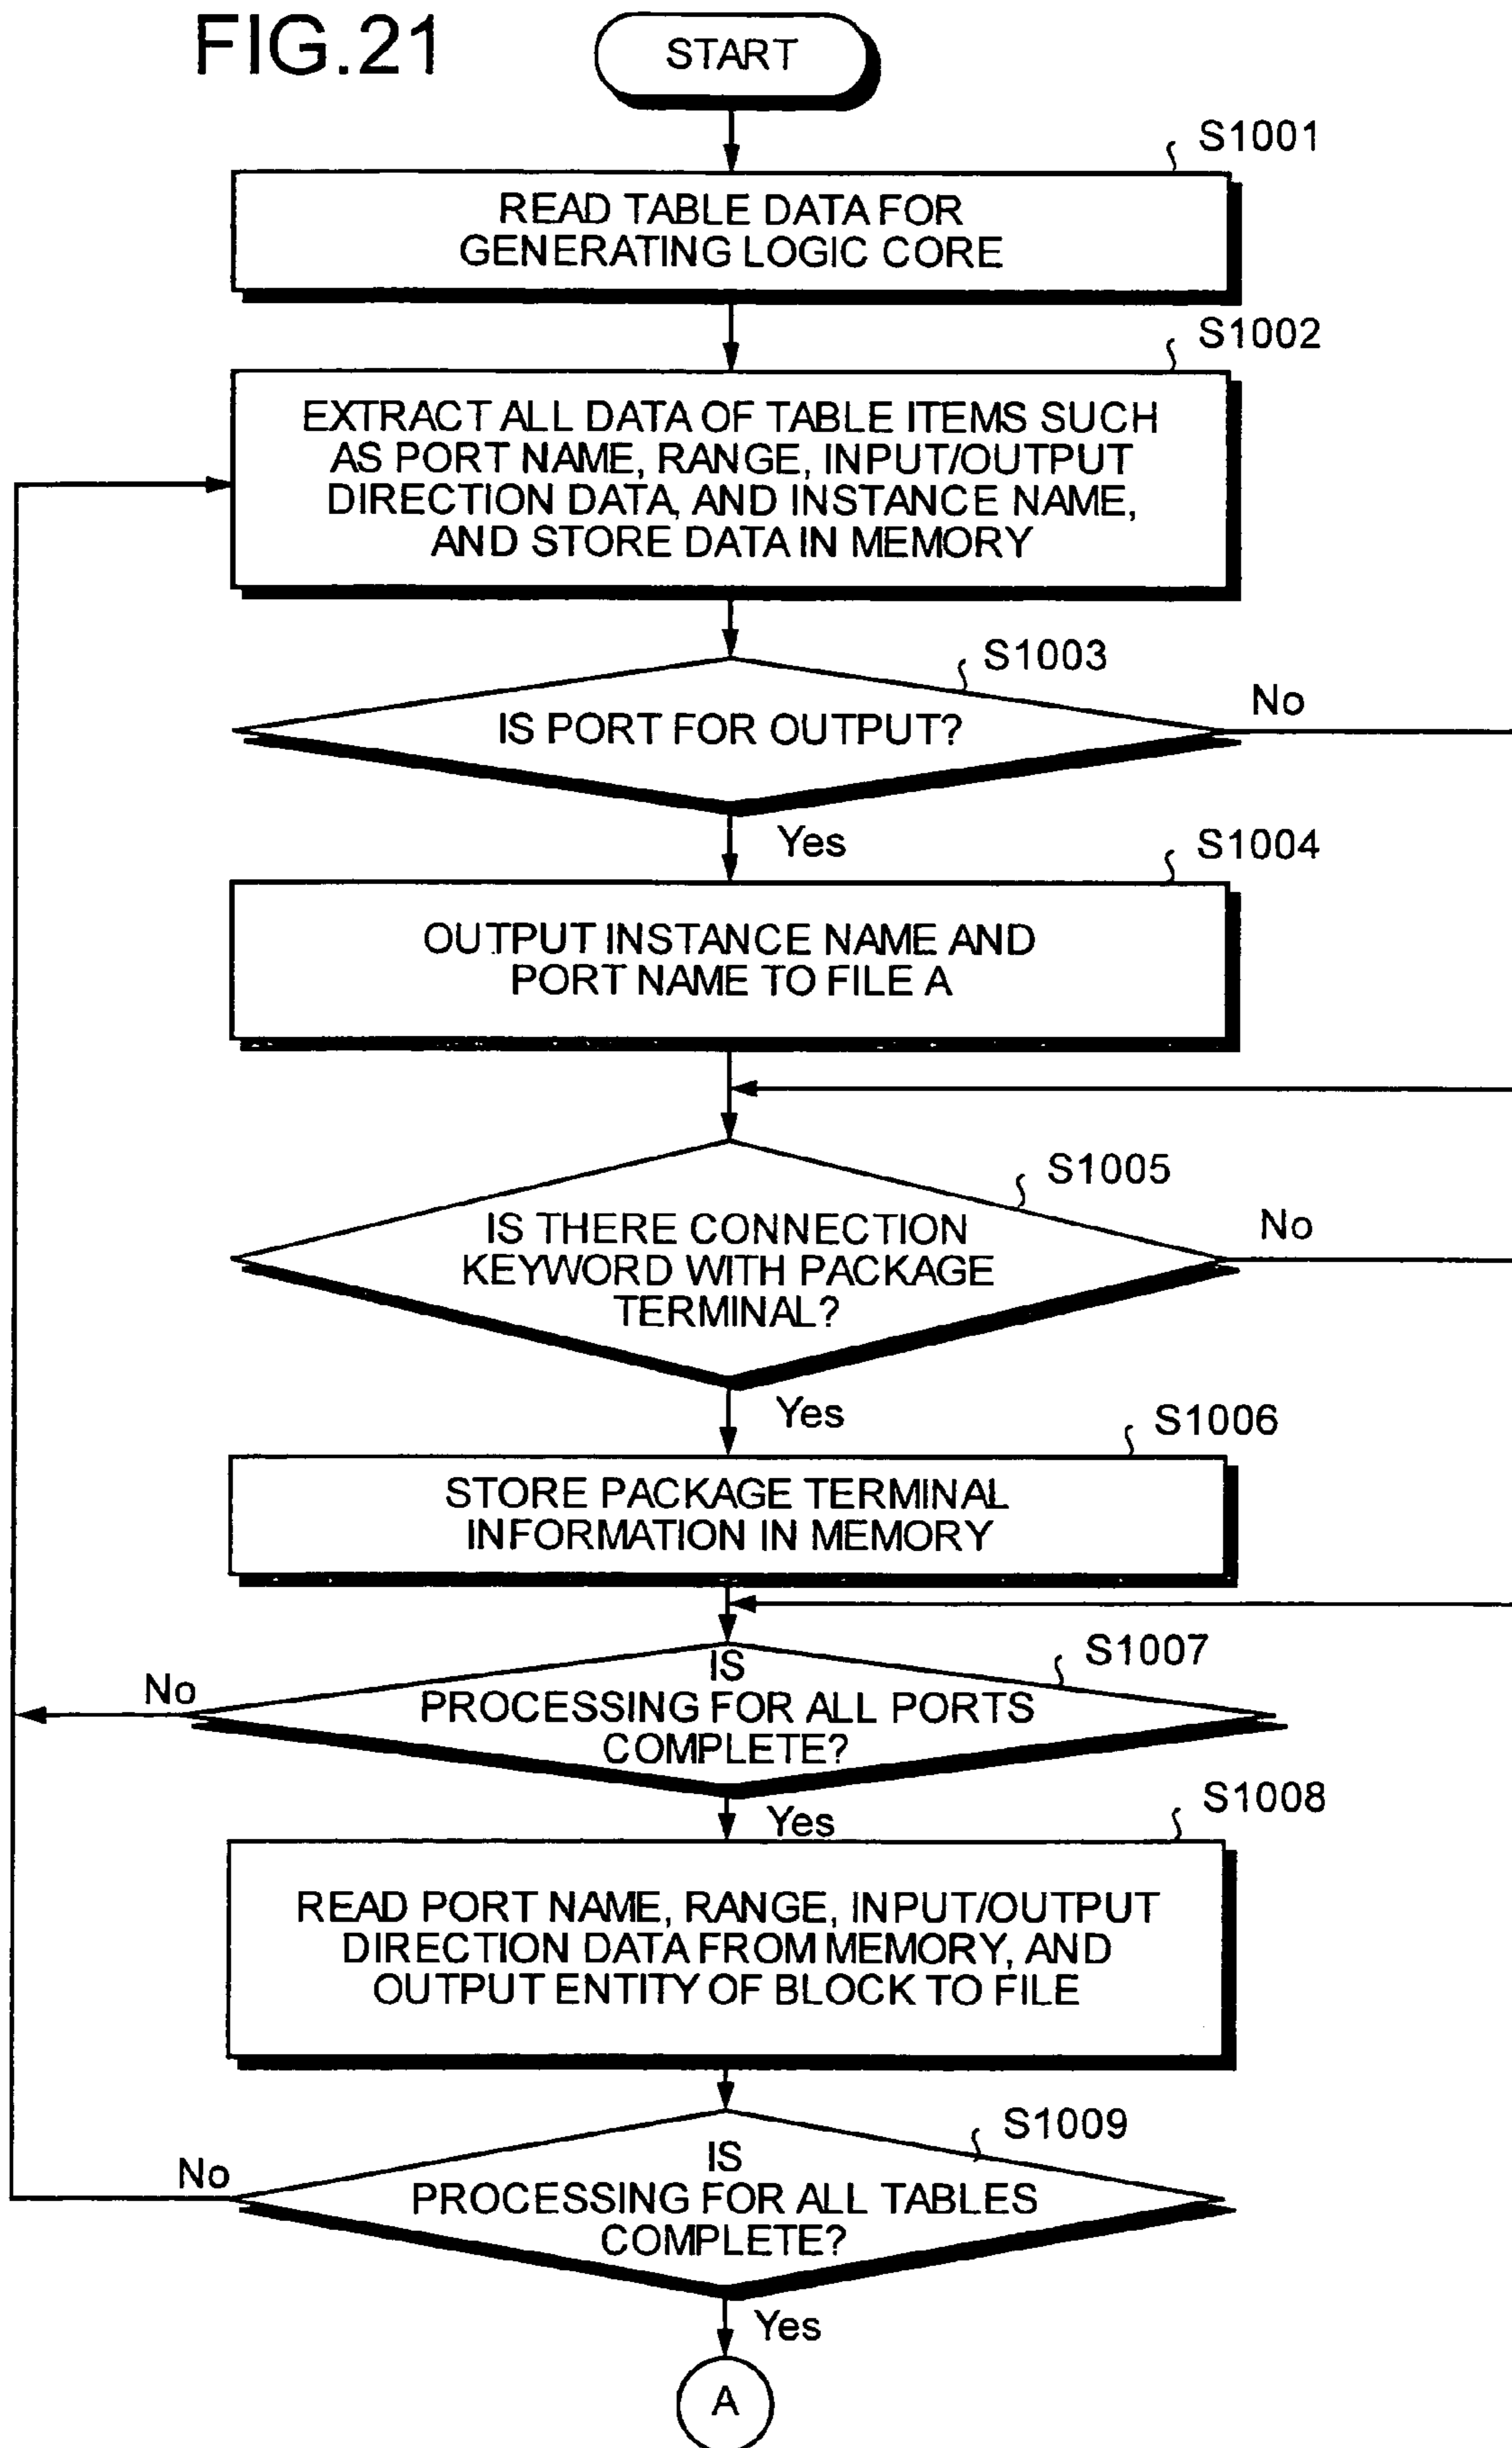 FIG.21
START
S1001
READ TABLE DATA FOR
GENERATING LOGIC CORE
S1002
EXTRACT ALL DATA OF TABLE ITEMS SUCH
AS PORT NAME, RANGE, INPUT/OUTPUT
DIRECTION DATA, AND INSTANCE NAME,
AND STORE DATA IN MEMORY
S1003
IS PORT FOR OUTPUT?
No
Yes
S1004
OUTPUT INSTANCE NAME AND
PORT NAME TO FILE A
S1005
IS THERE CONNECTION
KEYWORD WITH PACKAGE
TERMINAL?
No
Yes
S1006
STORE PACKAGE TERMINAL
INFORMATION IN MEMORY
S1007
IS
PROCESSING FOR ALL PORTS
COMPLETE?
No
Yes
S1008
READ PORT NAME, RANGE, INPUT/OUTPUT
DIRECTION DATA FROM MEMORY, AND
OUTPUT ENTITY OF BLOCK TO FILE
S1009
IS
PROCESSING FOR ALL TABLES
COMPLETE?
No
Yes
A